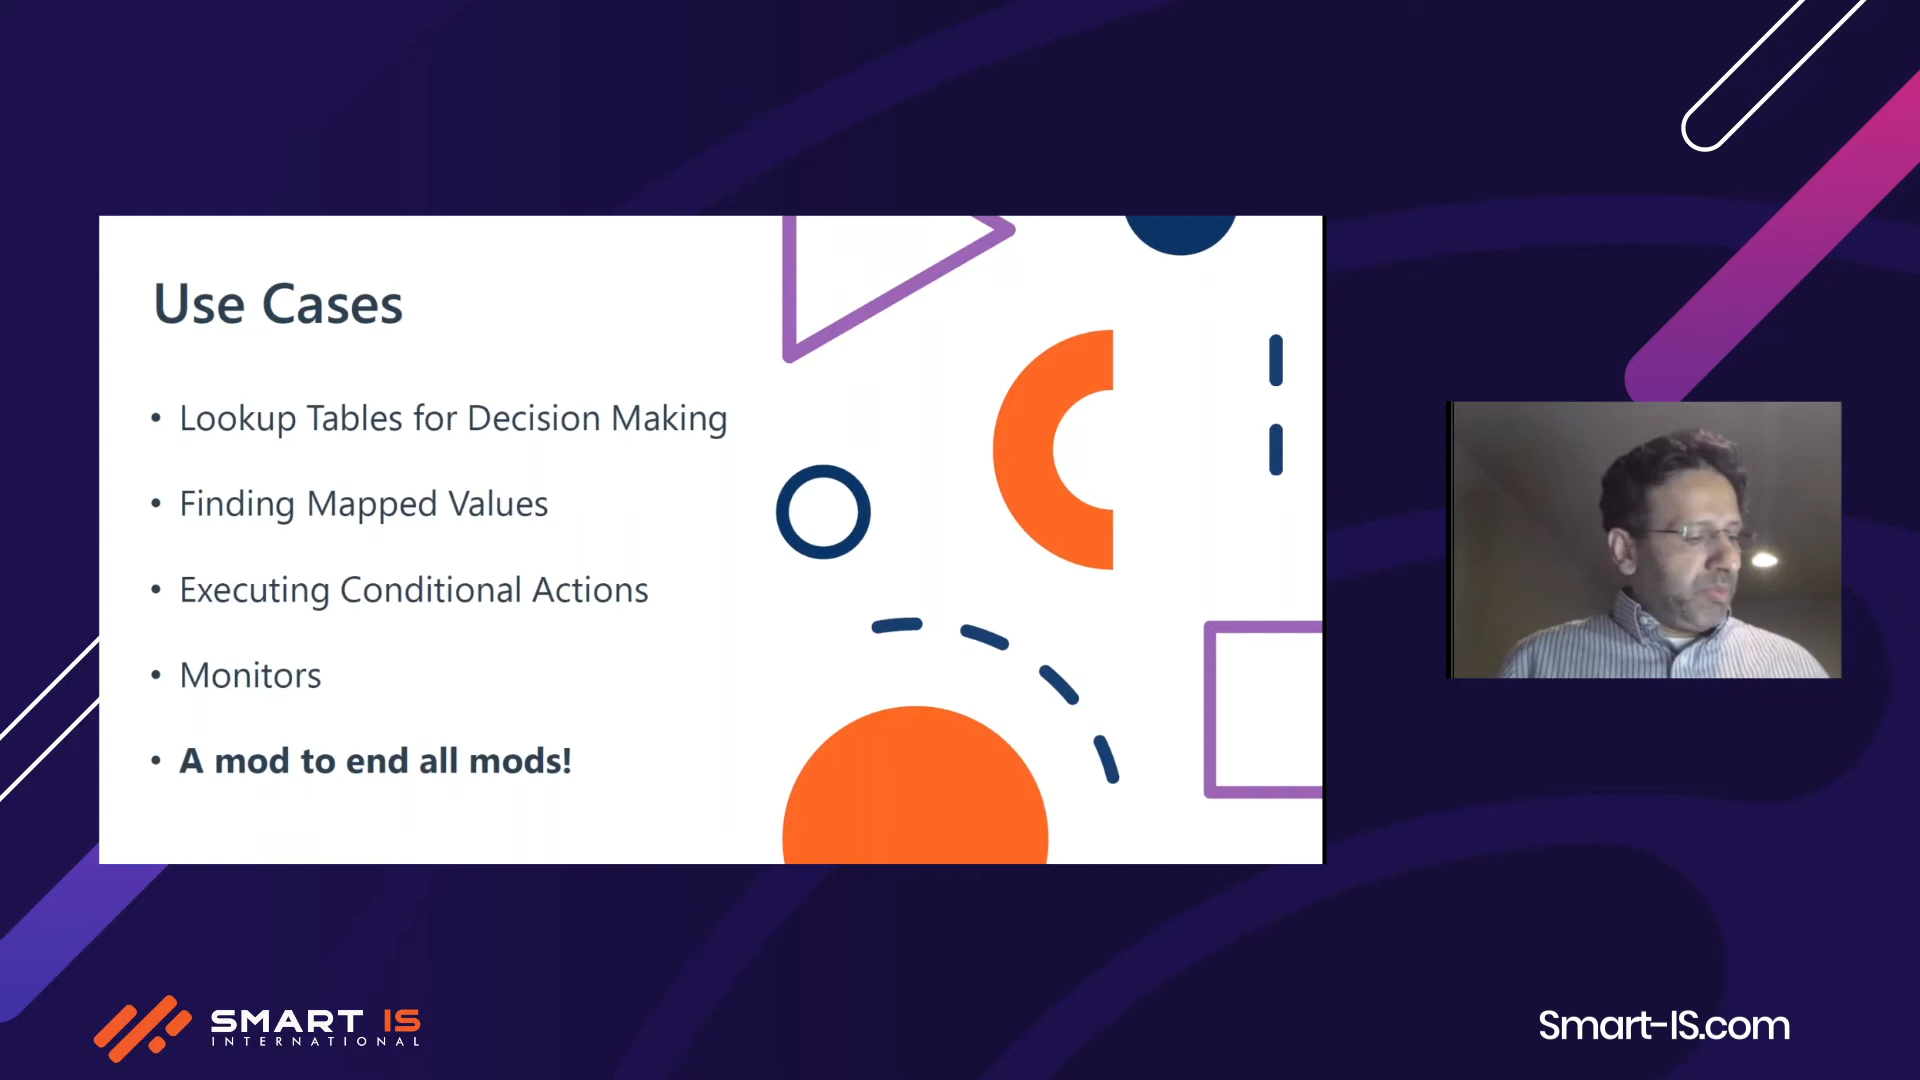 Use Cases
• Lookup Tables for Decision Making
• Finding Mapped Values
• Executing Conditional Actions
• Monitors
• A mod to end all mods!
SMART IS
INTERNATIONAL
Smart-IS.com